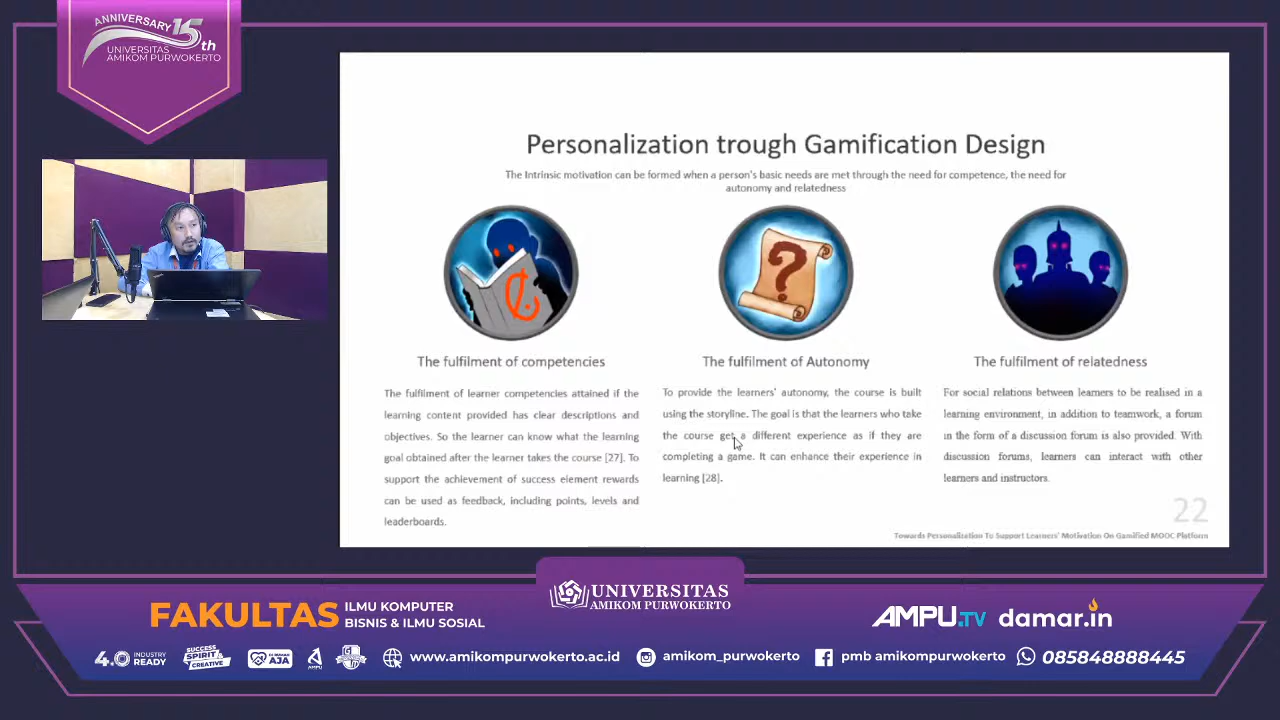 ANNIVERSARY 15th
UNIVERSITAS
AMIKOM PURWOKERTO
Personalization trough Gamification Design
The Intrinsic motivation can be formed when a person's basic needs are met through the need for competence, the need for
autonomy and relatedness
The fulfilment of competencies
The fulfilment of learner competencies attained if the
learning content provided has clear descriptions and
objectives. So the learner can know what the learning
goal obtained after the learner takes the course [27]. To
support the achievement of success element rewards
can be used as feedback, including points, levels and
leaderboards.
The fulfilment of Autonomy
To provide the learners' autonomy, the course is built
using the storyline. The goal is that the learners who take
the course get a different experience as if they are
completing a game. It can enhance their experience in
learning [28].
The fulfilment of relatedness
For social relations between learners to be realised in a
learning environment, in addition to teamwork, a forum
in the form of a discussion forum is also provided. With
discussion forums, learners can interact with other
learners and instructors.
22
Towards Personalization To Support Learners' Motivation On Gamified MOOC Platform
UNIVERSITAS
AMIKOM PURWOKERTO
FAKULTAS
ILMU KOMPUTER
BISNIS & ILMU SOSIAL
AMPU.TV
damar.in
4.0 INDUSTRY
READY
SUCCESS
SPIRIT
CREATIVE
DI RUMAH
AJA
AMPU
www.amikompurwokerto.ac.id
amikom_purwokerto
pmb amikompurwokerto
085848888445